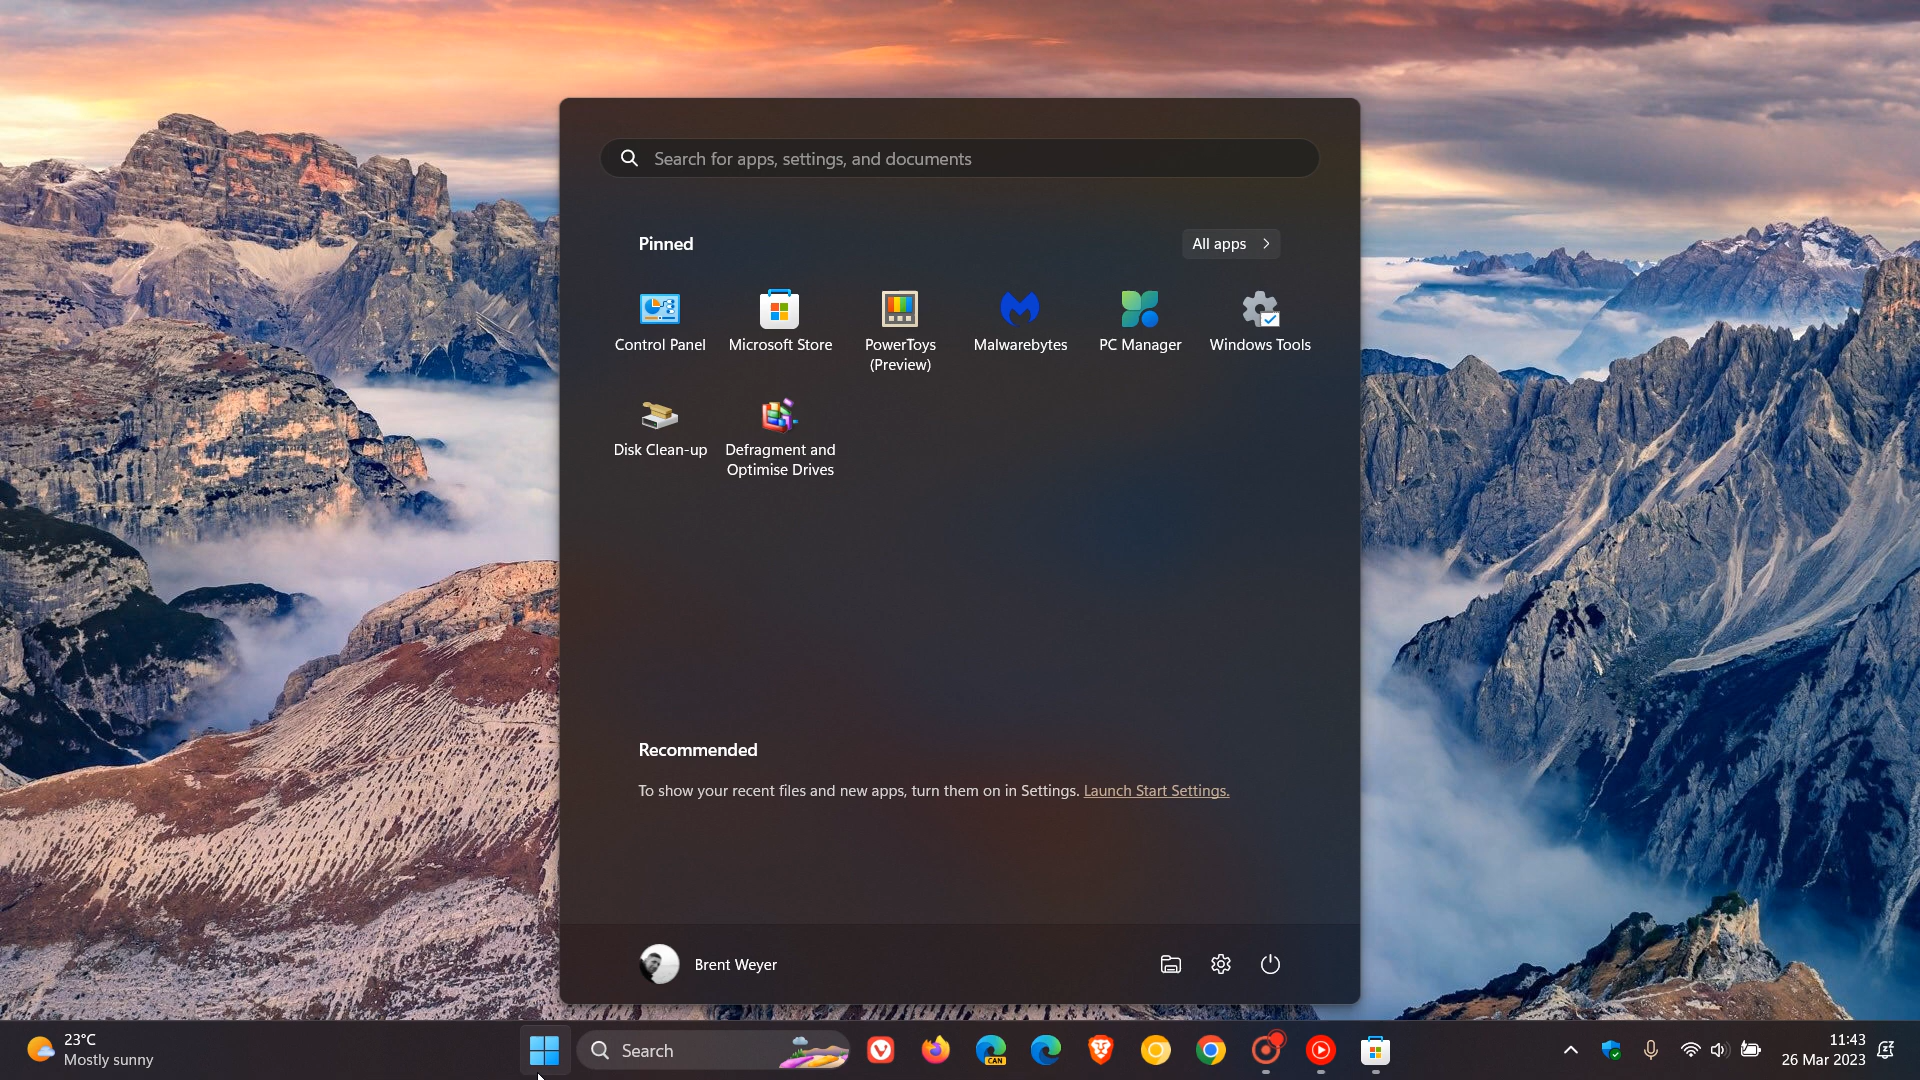 Search for apps, settings, and documents
Pinned
All apps
Control Panel
Microsoft Store
PowerToys
(Preview)
Malwarebytes
PC Manager
Windows Tools
Disk Clean-up
Defragment and
Optimise Drives
Recommended
To show your recent files and new apps, turn them on in Settings. Launch Start Settings.
Brent Weyer
23°C
Mostly sunny
Search
CAN
11:43
26 Mar 2023